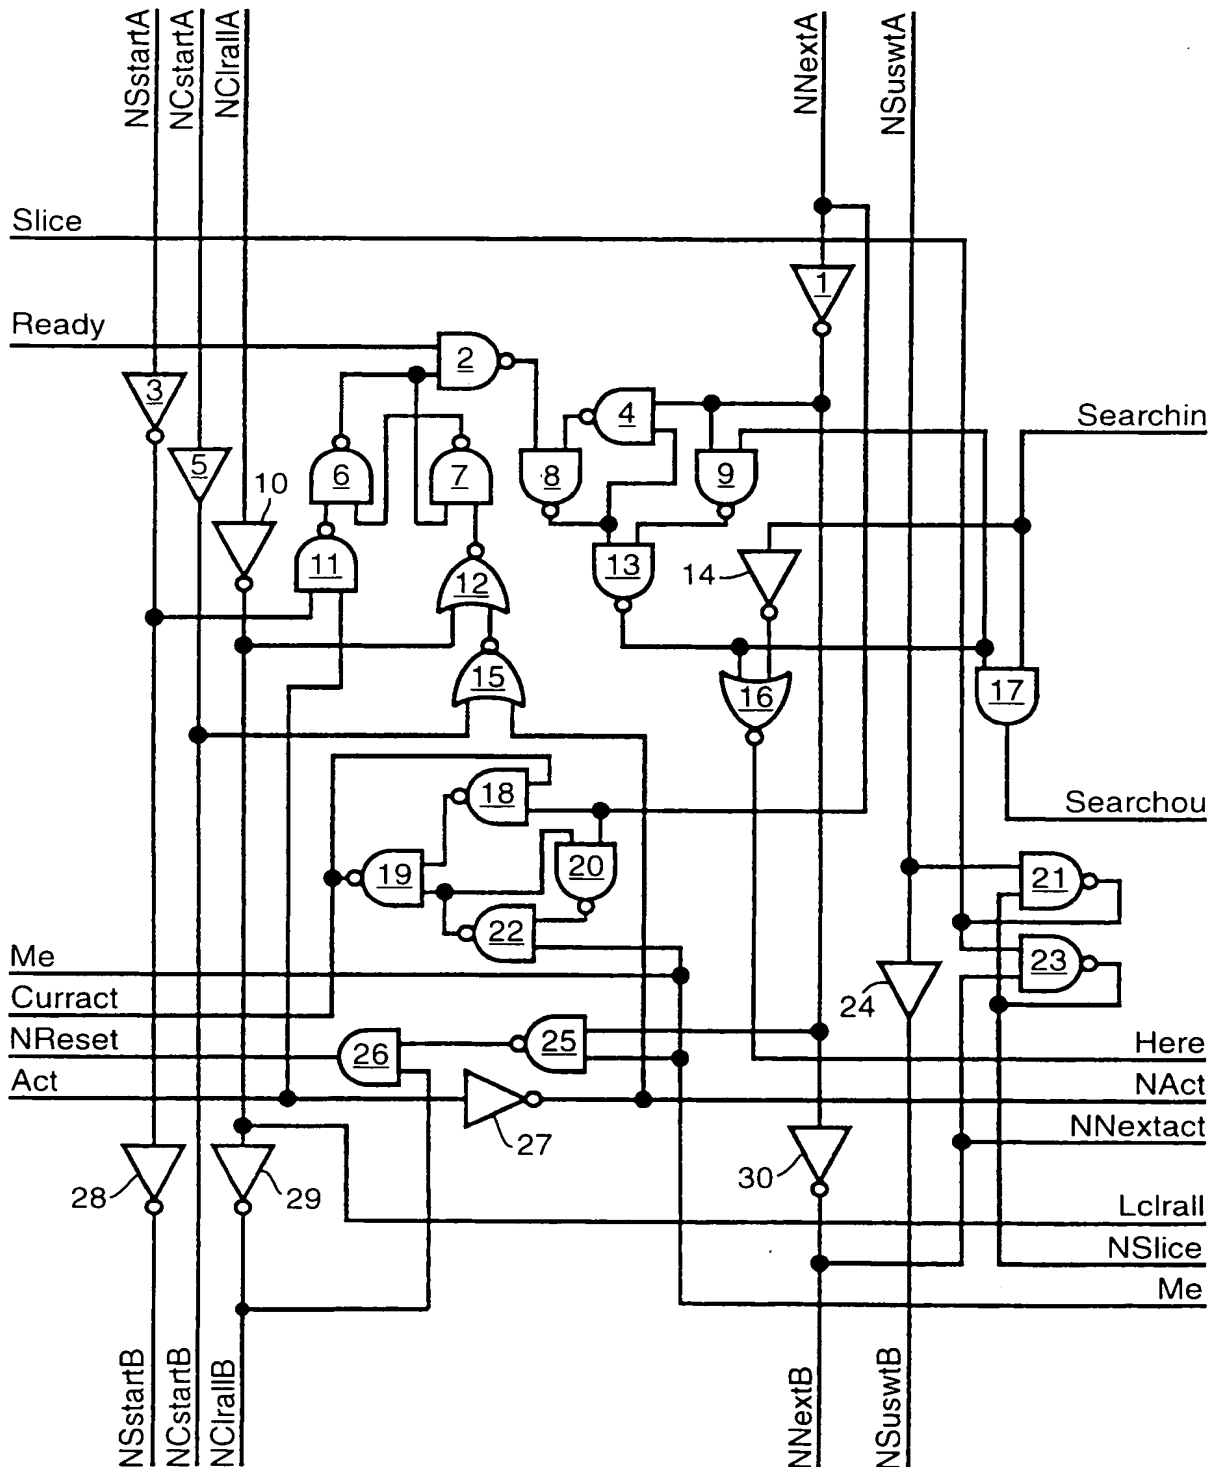 NSstartA
NCstartA
NClrallA
NNextA
NSuswtA
Slice
1
Ready
2
3
4
Searchin
5
6
7
8
9
10
11
12
13
14
15
16
17
18
Searchou
19
20
21
22
23
Me
24
Curract
NReset
25
26
Here
Act
NAct
27
NNextact
28
29
30
Lclrall
NSlice
Me
NSstartB
NCstartB
NClrallB
NNextB
NSuswtB